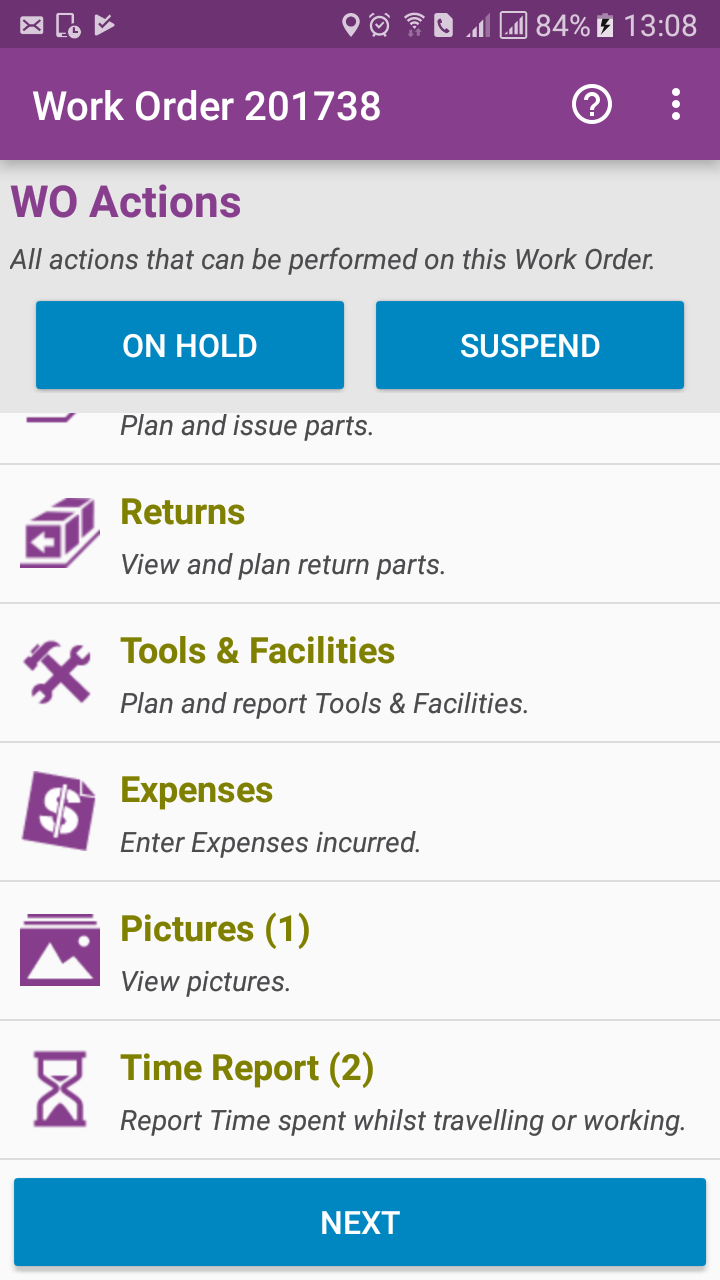 84% 13:08
Work Order 201738
WO Actions
All actions that can be performed on this Work Order.
ON HOLD
SUSPEND
Plan and issue parts.
Returns
View and plan return parts.
Tools & Facilities
Plan and report Tools & Facilities.
Expenses
Enter Expenses incurred.
Pictures (1)
View pictures.
Time Report (2)
Report Time spent whilst travelling or working.
NEXT